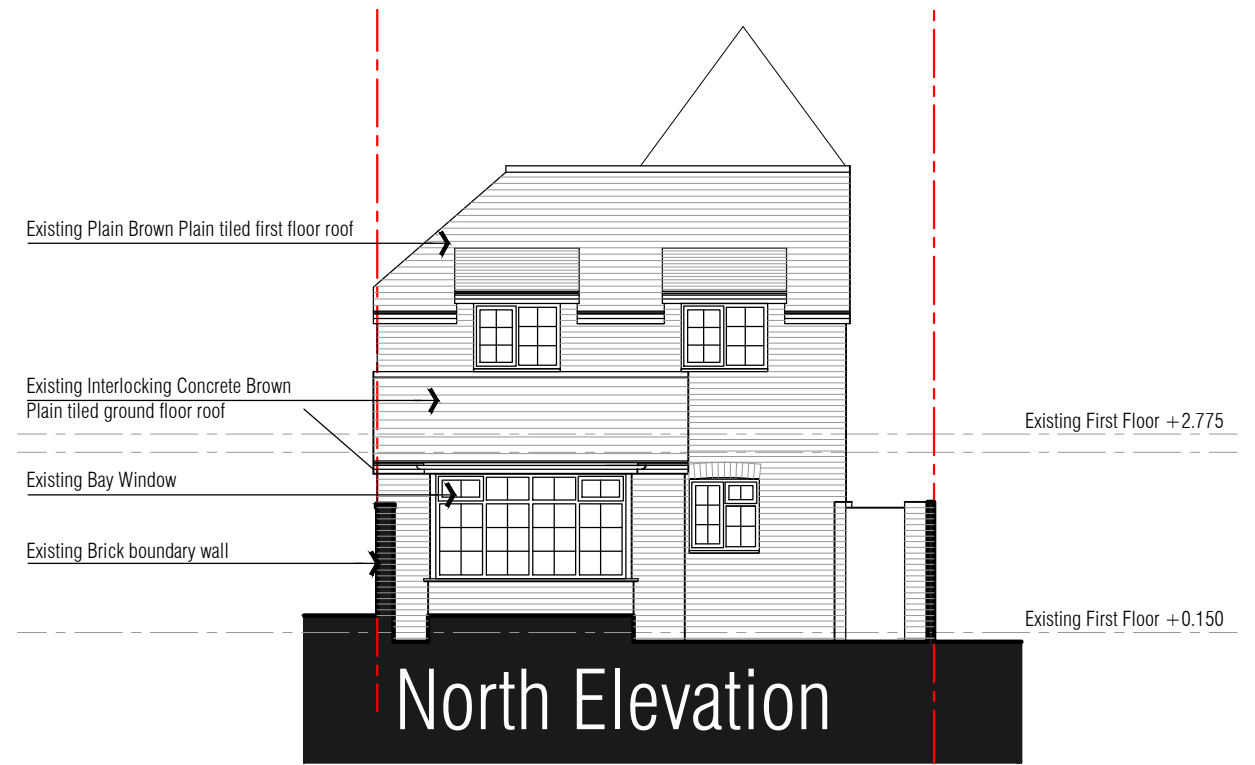 Existing Plain Brown Plain tiled first floor roof
Existing Interlocking Concrete Brown
Plain tiled ground floor roof
Existing First Floor +2.775
Existing Bay Window
Existing Brick boundary wall
Existing First Floor +0.150
North Elevation